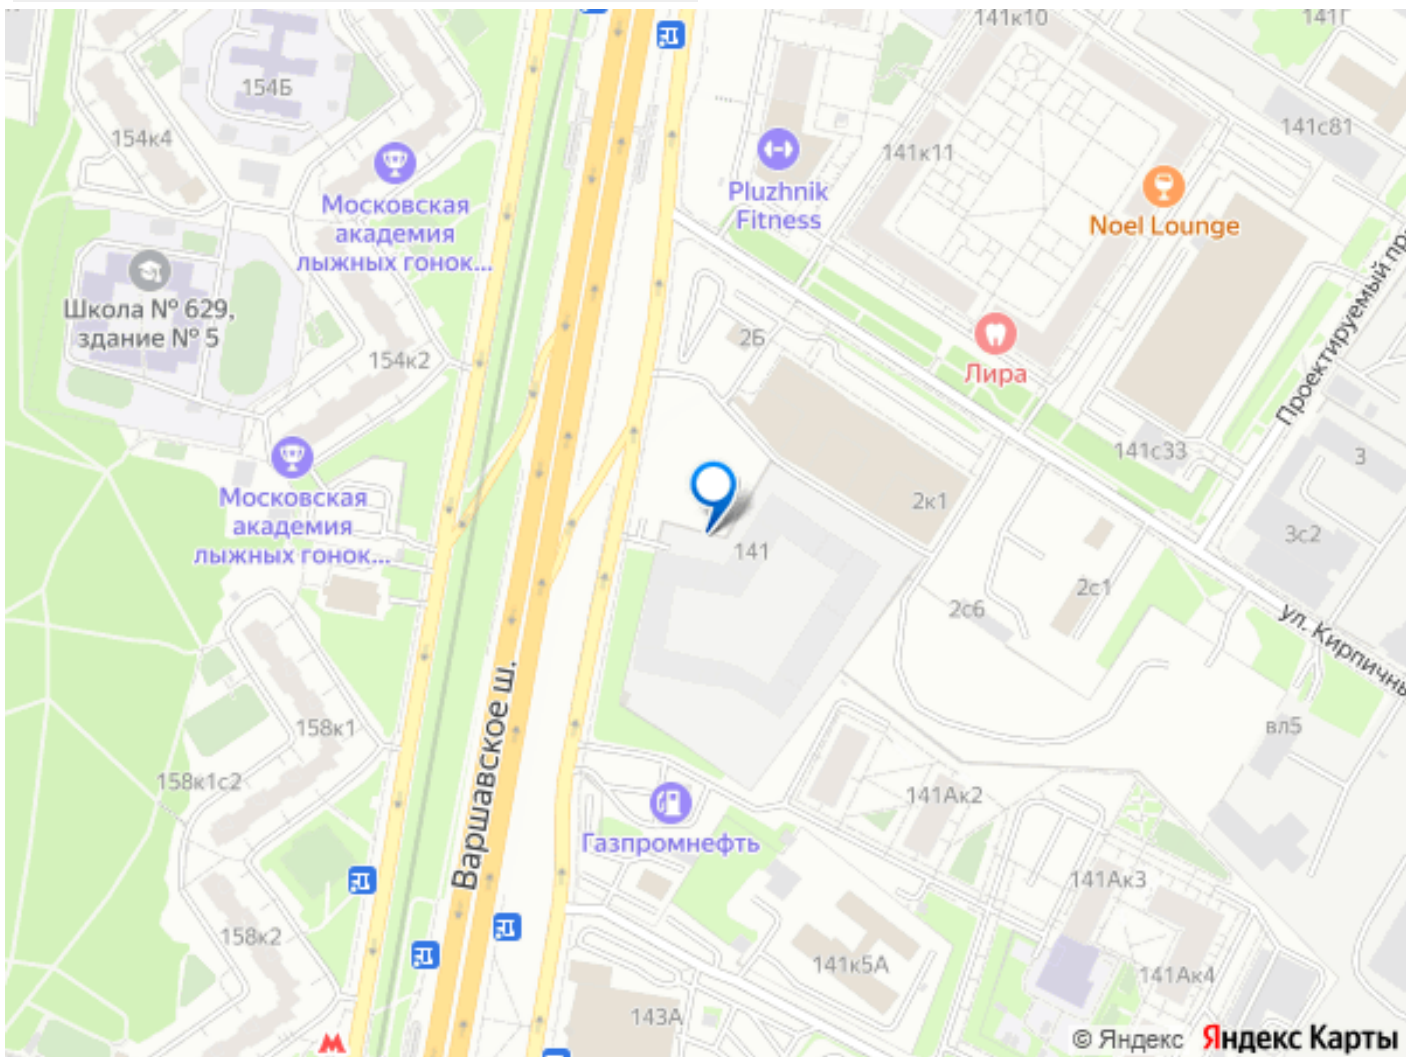 141к10
141Г
154Б
154к4
141с81
141к11
Московская
академия
лыжных гонок...
Pluzhnik
Fitness
Noel Lounge
Школа № 629,
здание № 5
2Б
154к2
Лира
Проектируемый пр
141с33
3
Московская
академия
лыжных гонок...
2к1
3с2
141
2с1
2с6
ул. Кирпичны
Варшавское ш.
158к1
вл5
158к1с2
141Ак2
Газпромнефть
141Ак3
158к2
141к5А
141Ак4
143А
© Яндекс Яндекс Карты